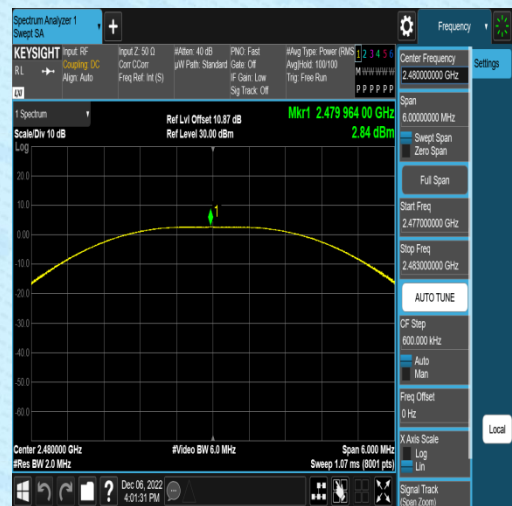 Spectrum Analyzer 1
Swept SA
Frequency
KEYSIGHT
R L
LXI
Input: RF
Coupling: DC
Align: Auto
Input Z: 50 Ω
Corr CCorr
Freq Ref: Int (S)
#Atten: 40 dB
µW Path: Standard
PNO: Fast
Gate: Off
IF Gain: Low
Sig Track: Off
#Avg Type: Power (RMS
Avg|Hold: 100/100
Trig: Free Run
1 2 3 4 5 6
M W W W W W
P P P P P P
Settings
Center Frequency
2.480000000 GHz
Span
6.00000000 MHz
Swept Span
Zero Span
Full Span
Start Freq
2.477000000 GHz
Stop Freq
2.483000000 GHz
AUTO TUNE
CF Step
600.000 kHz
Auto
Man
Freq Offset
0 Hz
X Axis Scale
Log
Lin
Signal Track
(Span Zoom)
Local
1 Spectrum
Scale/Div 10 dB
Log
Ref Lvl Offset 10.87 dB
Ref Level 30.00 dBm
Mkr1 2.479 964 00 GHz
2.84 dBm
20.0
10.0
0.00
-10.0
-20.0
-30.0
-40.0
-50.0
-60.0
1
Center 2.480000 GHz
#Res BW 2.0 MHz
#Video BW 6.0 MHz
Span 6.000 MHz
Sweep 1.07 ms (8001 pts)
?
Dec 06, 2022
4:01:31 PM